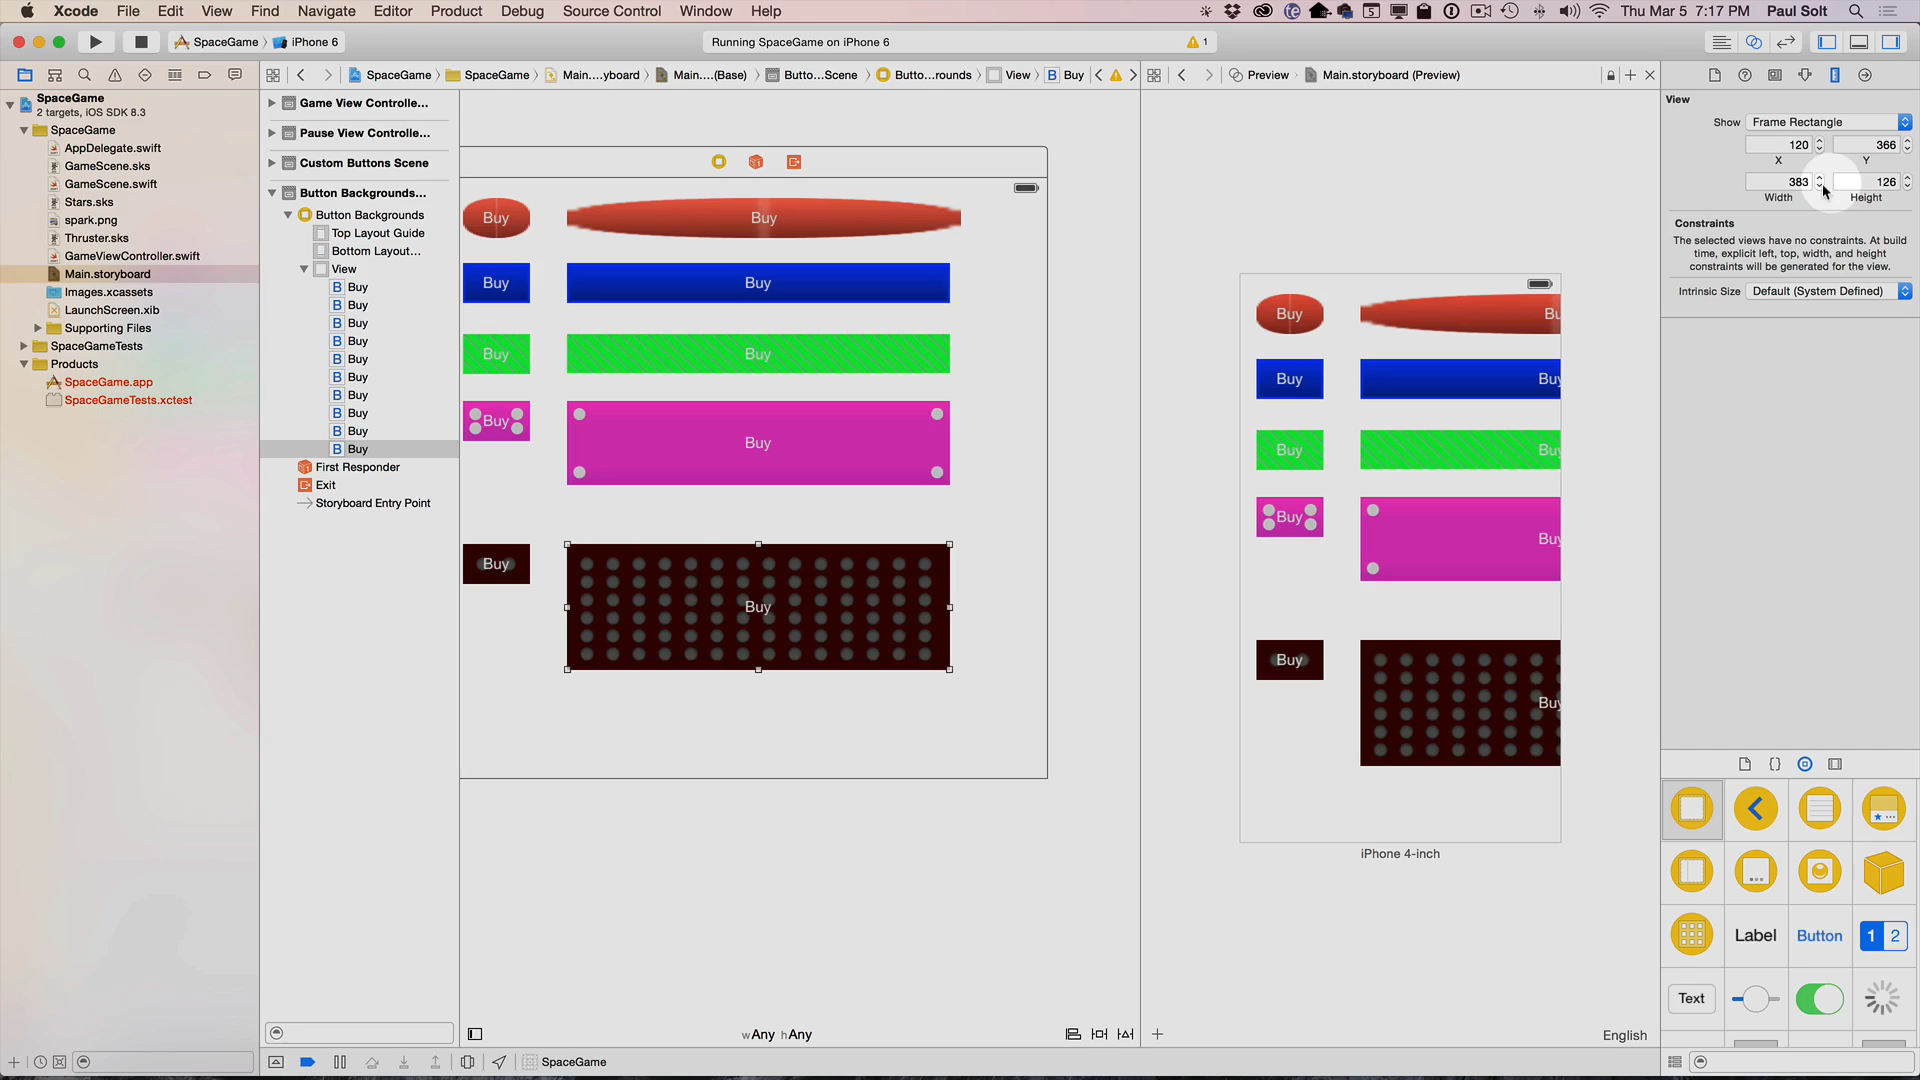 Xcode File Edit View Find Navigate Editor Product Debug Source Control Window Help
Thu Mar 5 7:17 PM Paul Solt
SpaceGame iPhone 6
Running SpaceGame on iPhone 6
1
SpaceGame SpaceGame Main....yboard Main....(Base) Butto...Scene Butto...rounds View B Buy
Preview Main.storyboard (Preview)
SpaceGame
2 targets, iOS SDK 8.3
SpaceGame
AppDelegate.swift
GameScene.sks
GameScene.swift
Stars.sks
spark.png
Thruster.sks
GameViewController.swift
Main.storyboard
Images.xcassets
LaunchScreen.xib
Supporting Files
SpaceGameTests
Products
SpaceGame.app
SpaceGameTests.xctest
Game View Controlle...
Pause View Controlle...
Custom Buttons Scene
Button Backgrounds...
Button Backgrounds
Top Layout Guide
Bottom Layout...
View
B Buy
B Buy
B Buy
B Buy
B Buy
B Buy
B Buy
B Buy
B Buy
B Buy
First Responder
Exit
Storyboard Entry Point
Buy Buy
Buy Buy
Buy Buy
Buy
Buy
Buy
Buy
wAny hAny
Buy Bu
Buy Buy
Buy Buy
Buy
Buy
Buy
Buy
iPhone 4-inch
English
View
Show Frame Rectangle
120 366
X Y
383 126
Width Height
Constraints
The selected views have no constraints. At build
time, explicit left, top, width, and height
constraints will be generated for the view.
Intrinsic Size Default (System Defined)
Label Button 1 2
Text
SpaceGame